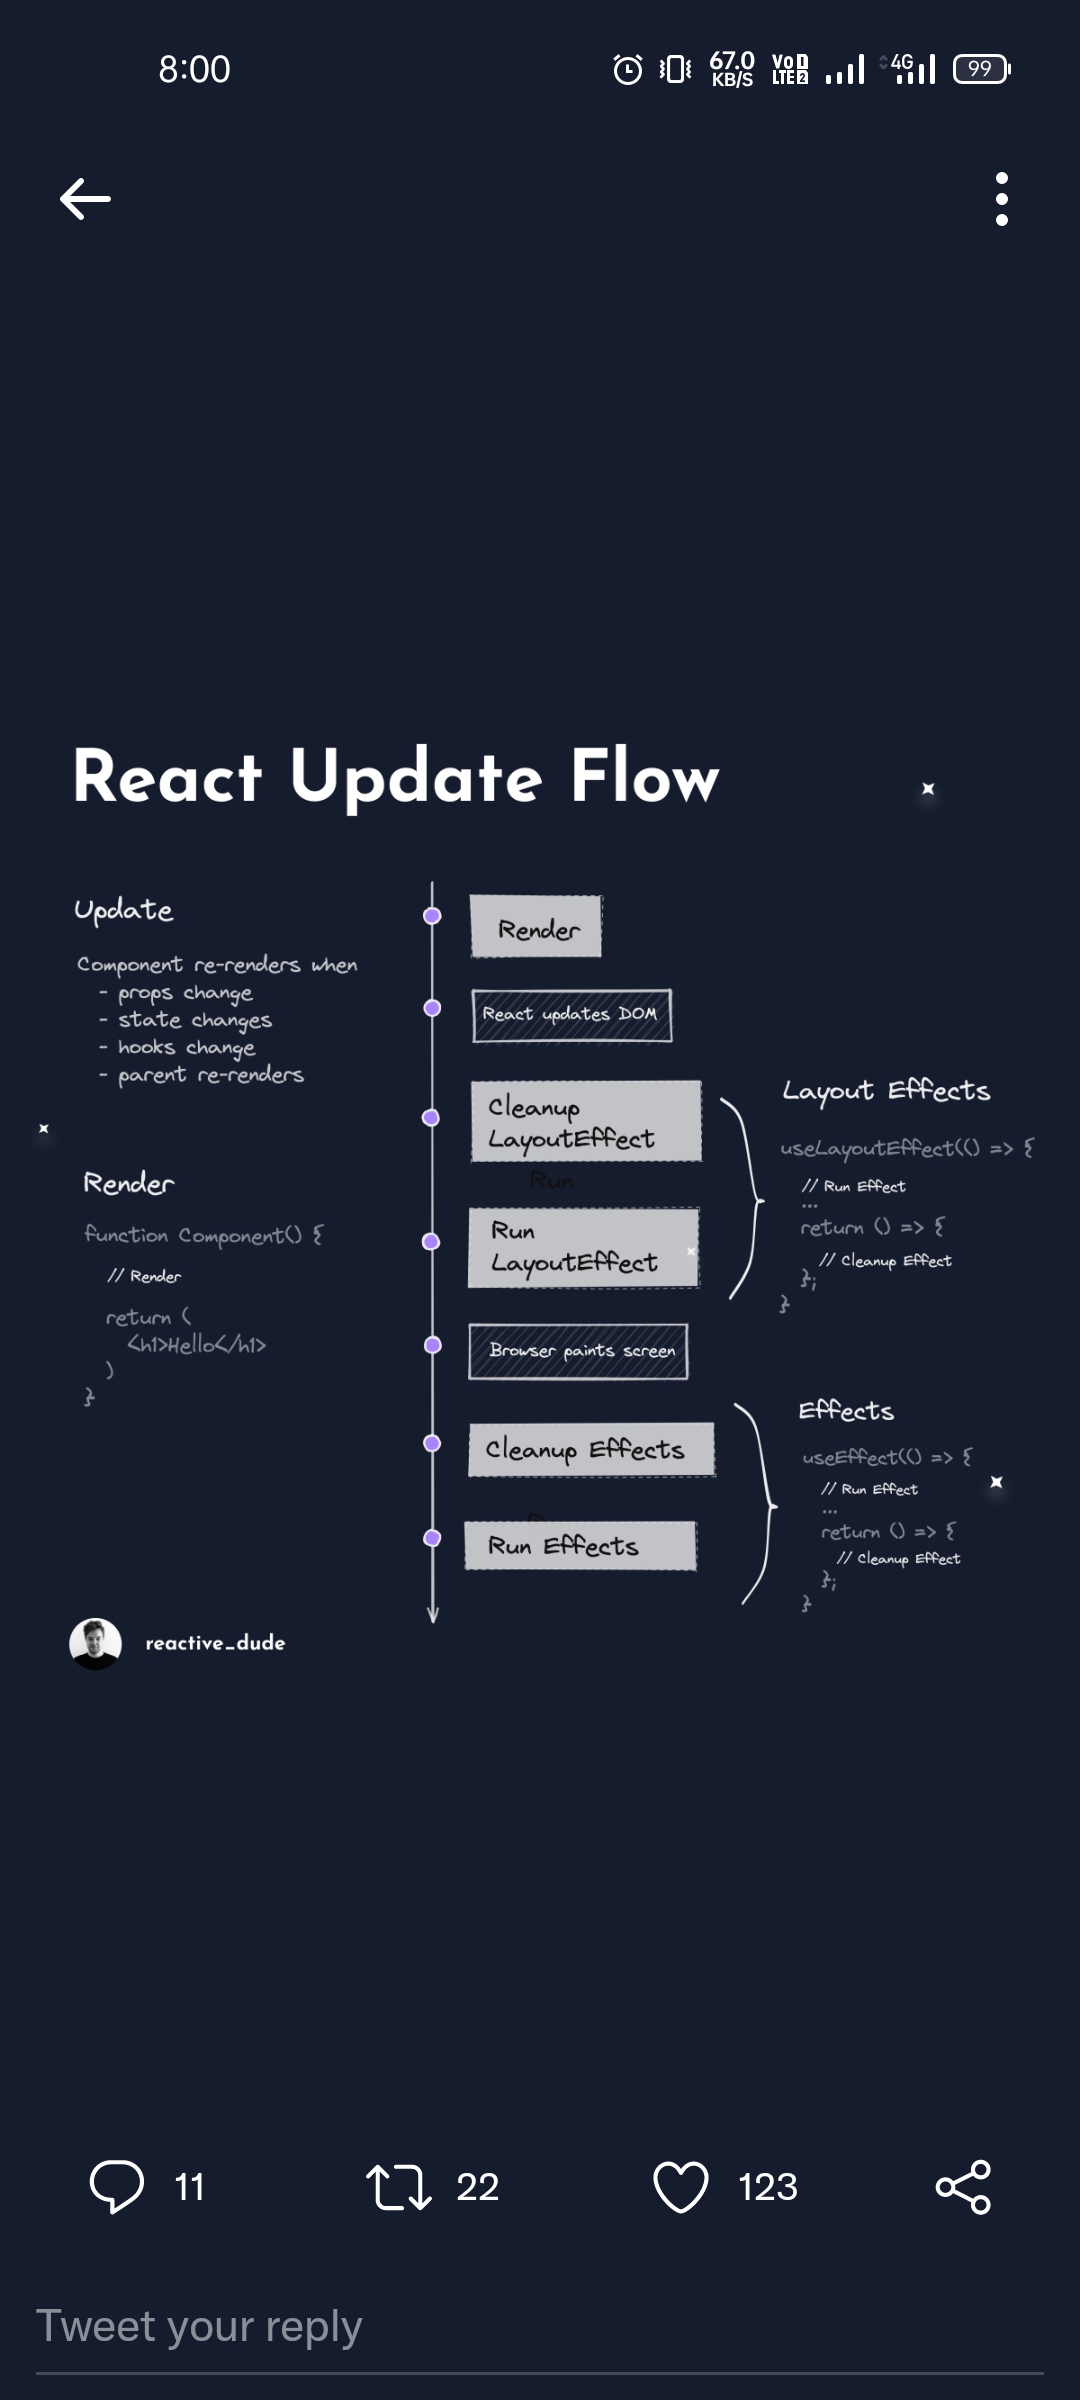 8:00
67.0
KB/S
Vo 1
LTE 2
4G
99
React Update Flow
Update
Component re-renders when
- props change
- state changes
- hooks change
- parent re-renders
Render
function Component() {
// Render
return (
<h1>Hello</h1>
)
}
Render
React updates DOM
Cleanup
LayoutEffect
Run
Run
LayoutEffect
Browser paints screen
Cleanup Effects
Run Effects
Layout Effects
useLayoutEffect(() => {
// Run Effect
...
return () => {
// Cleanup Effect
};
}
Effects
useEffect(() => {
// Run Effect
...
return () => {
// Cleanup Effect
};
}
reactive_dude
11
22
123
Tweet your reply